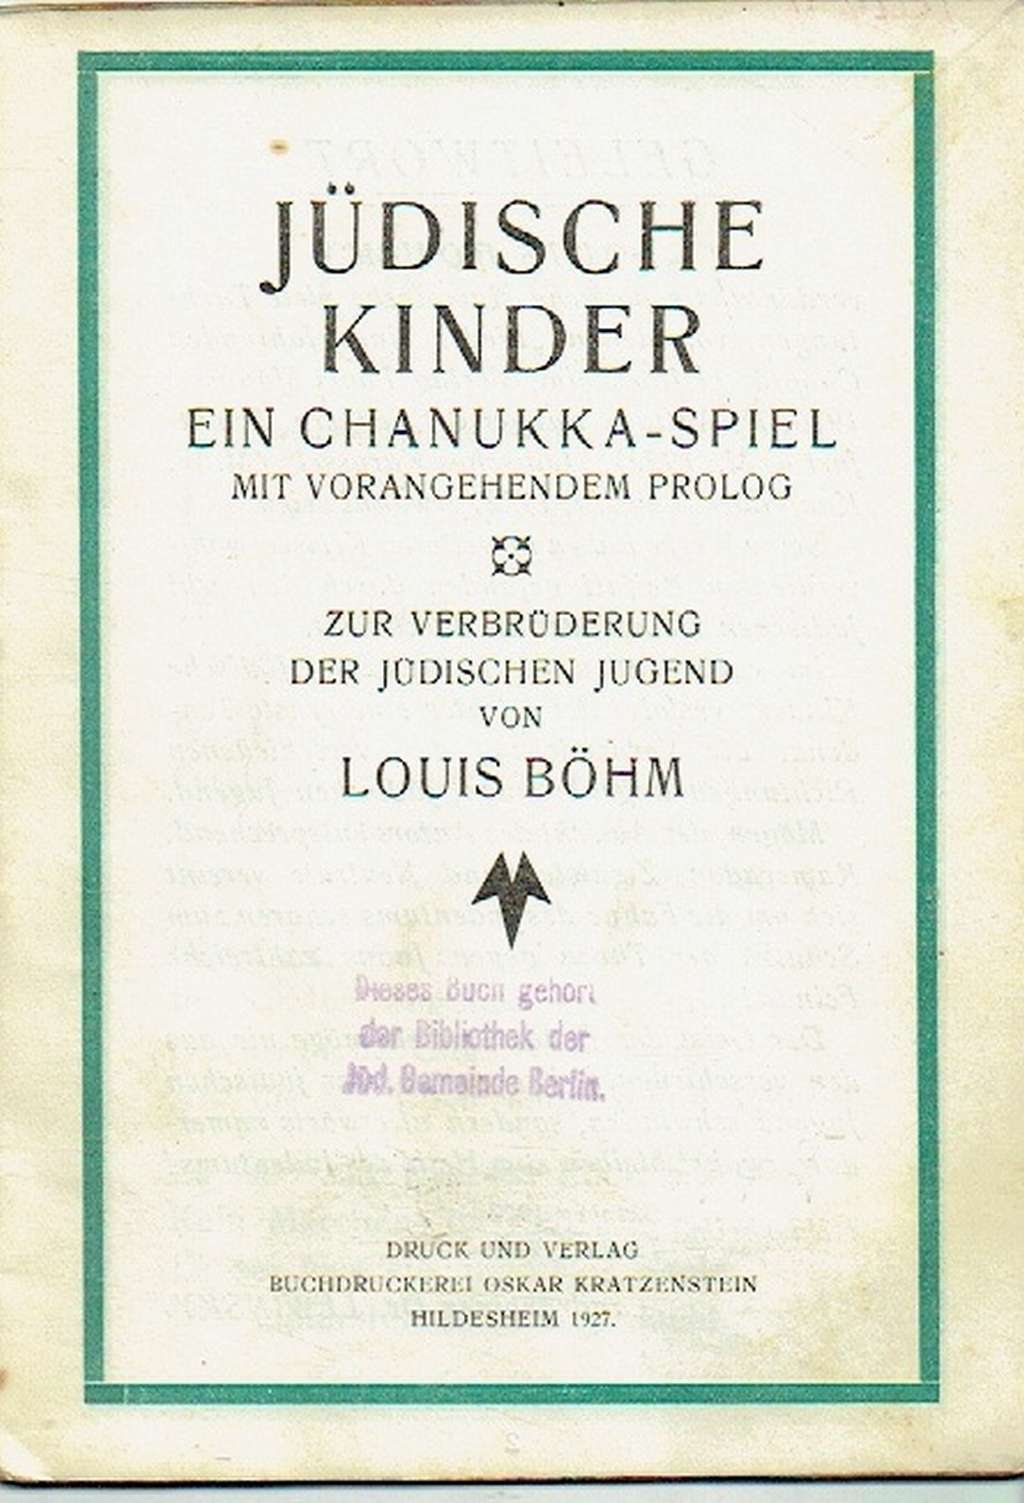 JÜDISCHE
KINDER
EIN CHANUKKA-SPIEL
MIT VORANGEHENDEM PROLOG
ZUR VERBRÜDERUNG
DER JÜDISCHEN JUGEND
VON
LOUIS BÖHM
Dieses Buch gehört
der Bibliothek der
Jüd. Gemeinde Berlin.
DRUCK UND VERLAG
BUCHDRUCKEREI OSKAR KRATZENSTEIN
HILDESHEIM 1927.
2